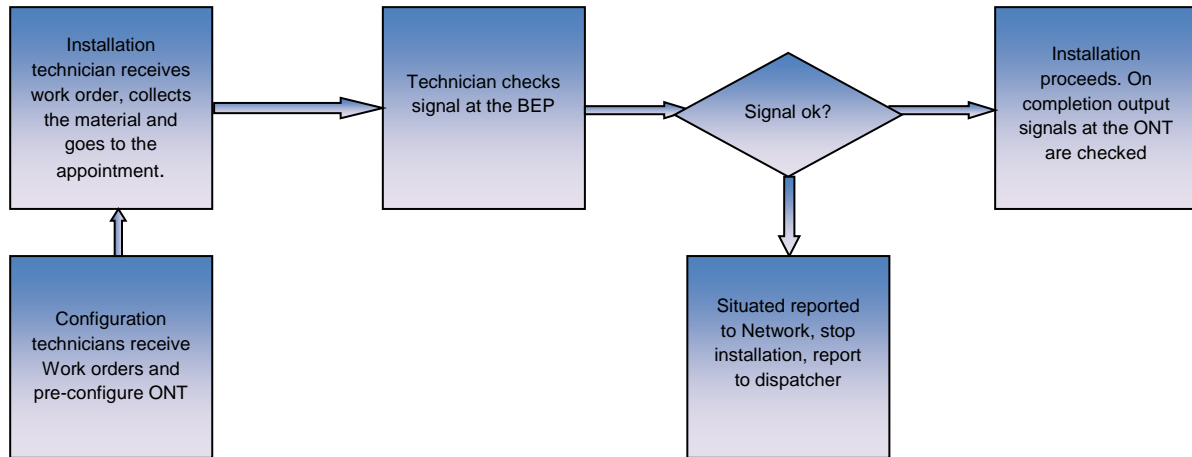 Installation
technician receives
work order, collects
the material and
goes to the
appointment.
Technician checks
signal at the BEP
Signal ok?
Installation
proceeds. On
completion output
signals at the ONT
are checked
Configuration
technicians receive
Work orders and
pre-configure ONT
Situated reported
to Network, stop
installation, report
to dispatcher